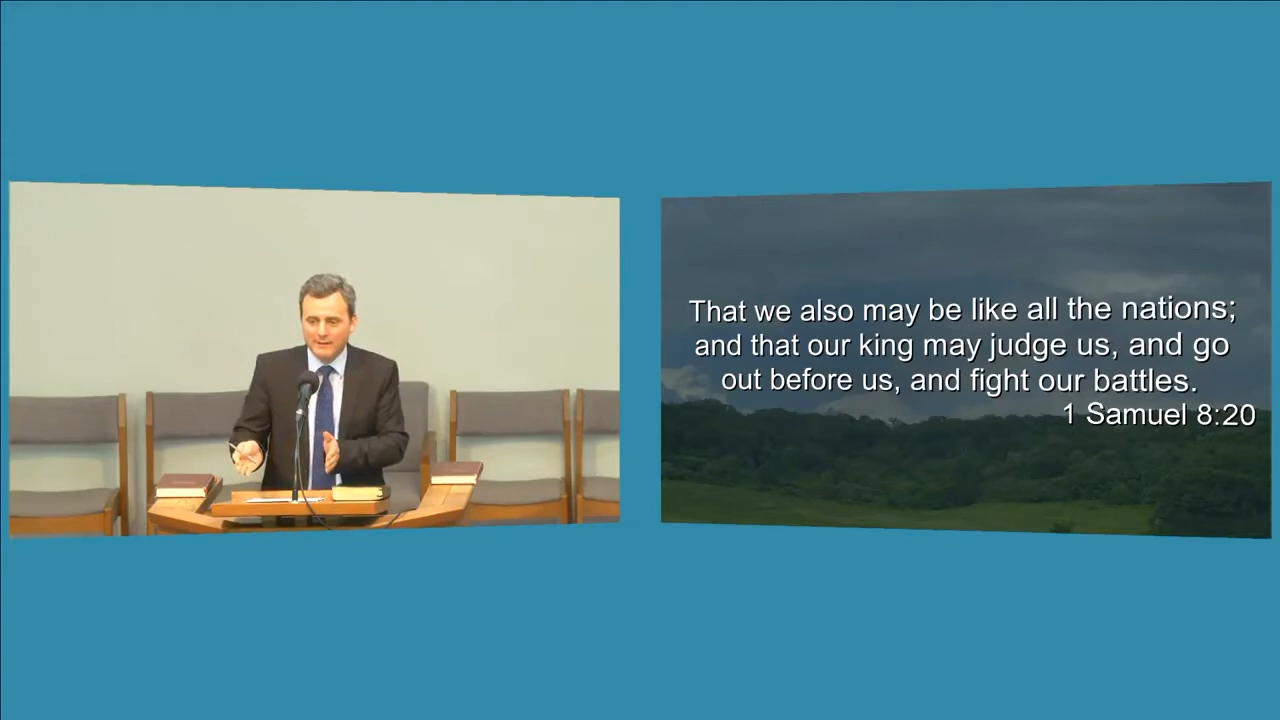 That we also may be like all the nations;
and that our king may judge us, and go
out before us, and fight our battles.
1 Samuel 8:20